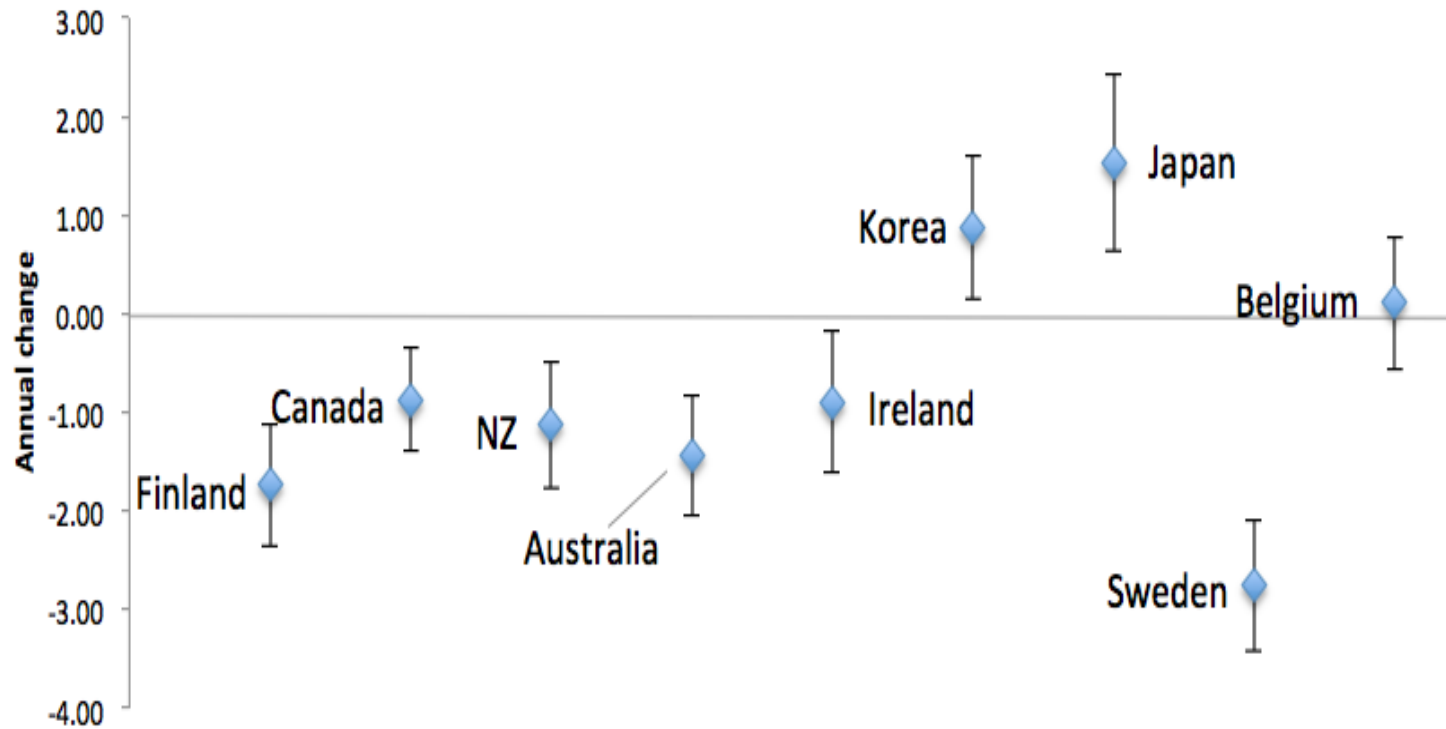 3.00
2.00
1.00
0.00
-1.00
-2.00
-3.00
-4.00
Annual change
Finland
Canada
NZ
Australia
Ireland
Korea
Japan
Sweden
Belgium